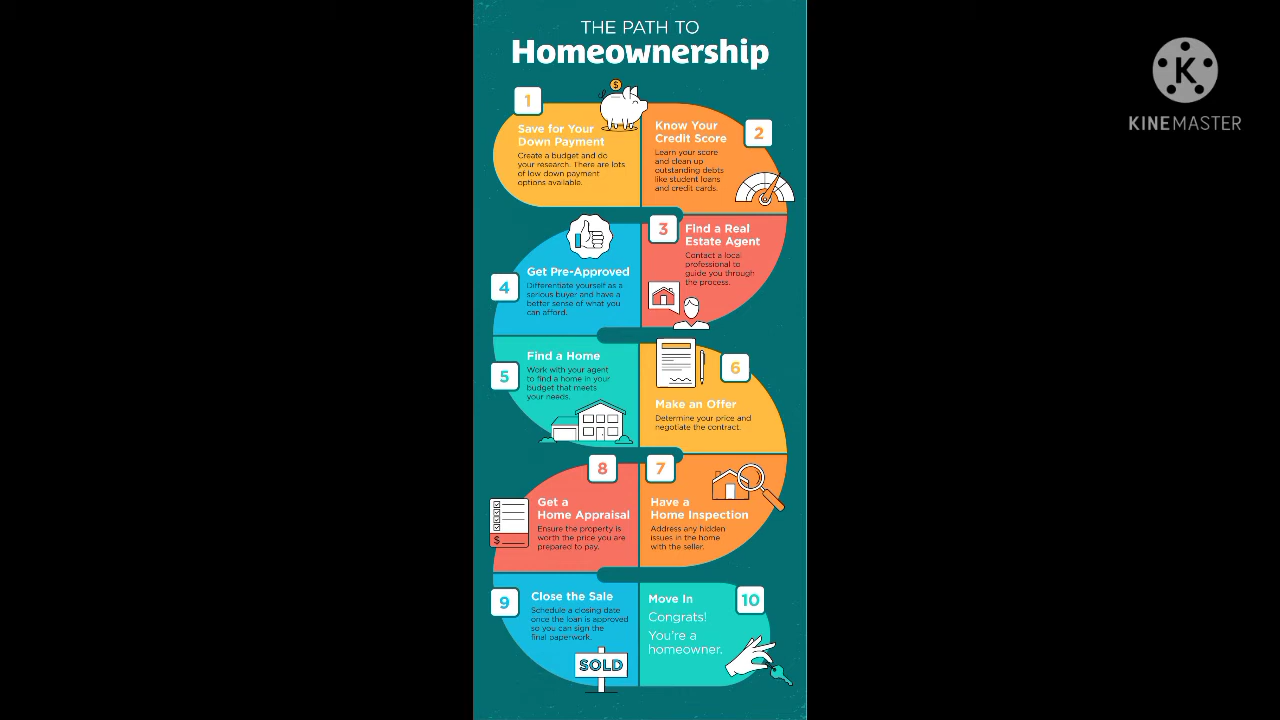 THE PATH TO
Homeownership
K
KINEMASTER
1
Save for Your
Down Payment
Create a budget and do
your research. There are lots
of low down payment
options available.
$
2
Know Your
Credit Score
Learn your score
and clean up
outstanding debts
like student loans
and credit cards.
3
Find a Real
Estate Agent
Contact a local
professional to
guide you through
the process.
4
Get Pre-Approved
Differentiate yourself as a
serious buyer and have a
better sense of what you
can afford.
5
Find a Home
Work with your agent
to find a home in your
budget that meets
your needs.
6
Make an Offer
Determine your price and
negotiate the contract.
7
Have a
Home Inspection
Address any hidden
issues in the home
with the seller.
8
Get a
Home Appraisal
Ensure the property is
worth the price you are
prepared to pay.
$
9
Close the Sale
Schedule a closing date
once the loan is approved
so you can sign the
final paperwork.
SOLD
10
Move In
Congrats!
You're a
homeowner.